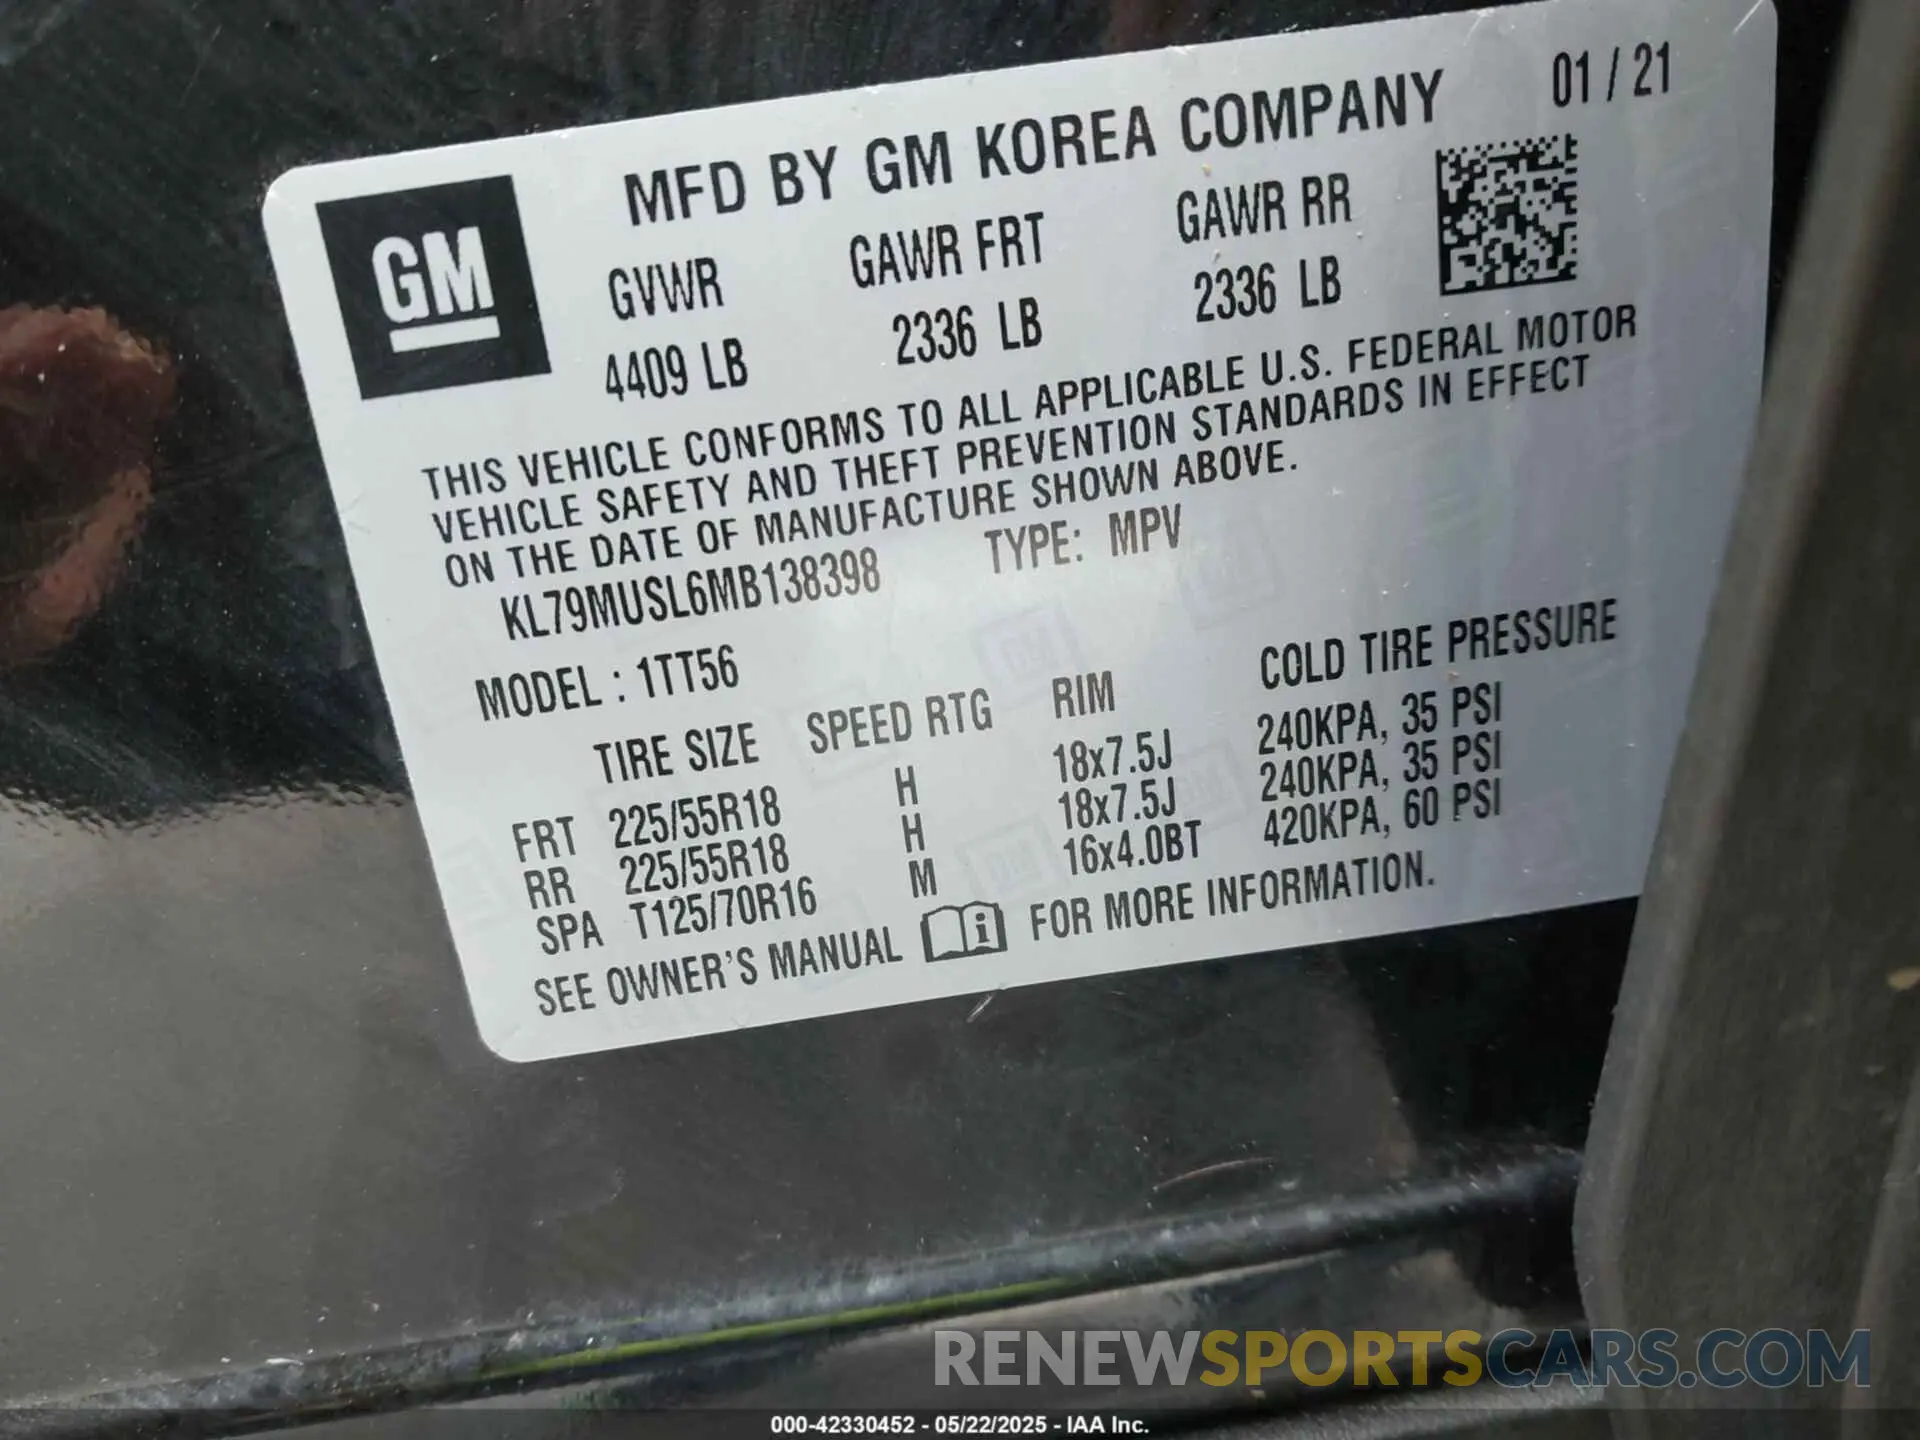 MFD BY GM KOREA COMPANY 01 / 21
GM
GVWR GAWR FRT GAWR RR
4409 LB 2336 LB 2336 LB
THIS VEHICLE CONFORMS TO ALL APPLICABLE U.S. FEDERAL MOTOR
VEHICLE SAFETY AND THEFT PREVENTION STANDARDS IN EFFECT
ON THE DATE OF MANUFACTURE SHOWN ABOVE.
KL79MUSL6MB138398 TYPE: MPV
MODEL : 1TT56
TIRE SIZE SPEED RTG RIM COLD TIRE PRESSURE
FRT 225/55R18 H 18x7.5J 240KPA, 35 PSI
RR 225/55R18 H 18x7.5J 240KPA, 35 PSI
SPA T125/70R16 M 16x4.0BT 420KPA, 60 PSI
SEE OWNER'S MANUAL i FOR MORE INFORMATION.
RENEWSPORTSCARS.COM
000-42330452 - 05/22/2025 - IAA Inc.